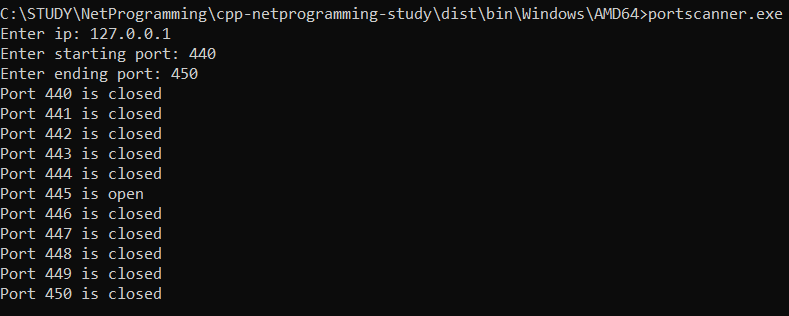 C:\STUDY\NetProgramming\cpp-netprogramming-study\dist\bin\Windows\AMD64>portscanner.exe
Enter ip: 127.0.0.1
Enter starting port: 440
Enter ending port: 450
Port 440 is closed
Port 441 is closed
Port 442 is closed
Port 443 is closed
Port 444 is closed
Port 445 is open
Port 446 is closed
Port 447 is closed
Port 448 is closed
Port 449 is closed
Port 450 is closed